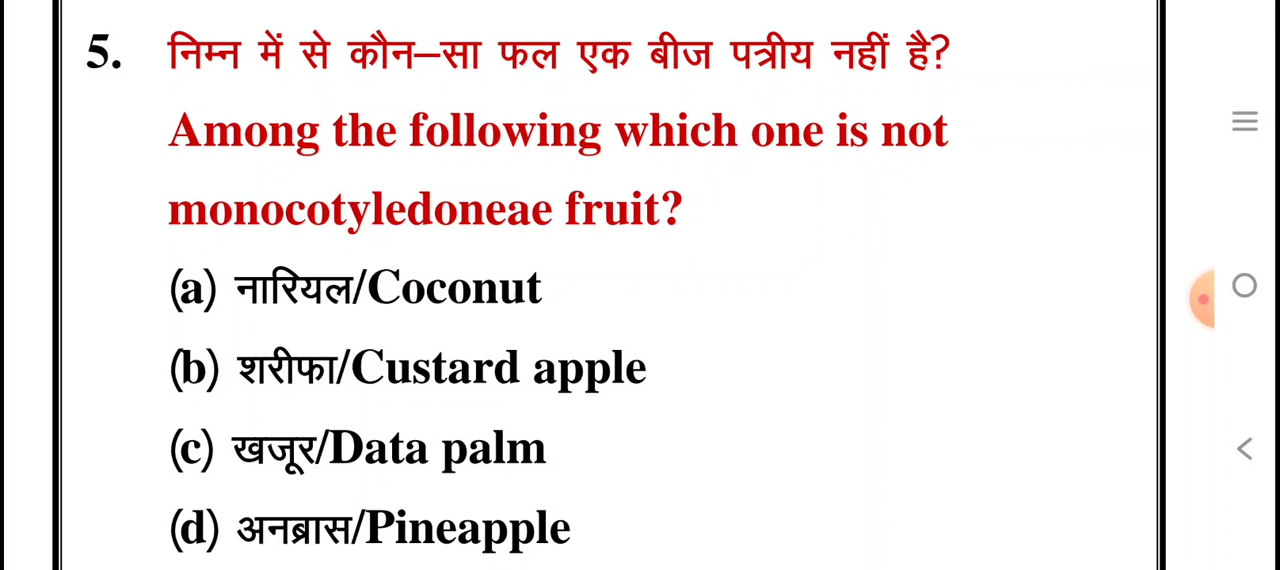 5. निम्न में से कौन–सा फल एक बीज पत्रीय नहीं है?
Among the following which one is not
monocotyledoneae fruit?
(a) नारियल/Coconut
(b) शरीफा/Custard apple
(c) खजूर/Data palm
(d) अनब्रास/Pineapple